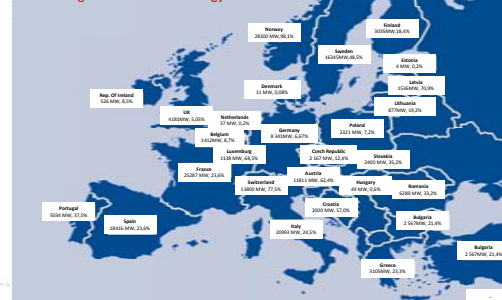 Norway
28300 MW,98,1%
Finland
3035MW,18,4%
Sweden
16345MW,48,5%
Estonia
4 MW, 0,2%
Latvia
1536MW, 70,9%
Lithuania
877MW, 19,2%
Denmark
11 MW, 0,08%
Rep. Of Ireland
526 MW, 8,5%
UK
4181MW, 5,05%
Netherlands
37 MW, 0,2%
Belgium
1412MW, 8,7%
Germany
8 341MW, 6,67%
Poland
2321 MW, 7,2%
Luxemburg
1138 MW, 68,5%
Czech Republic
2 167 MW, 12,4%
Slovakia
2400 MW, 35,2%
France
25287 MW, 23,6%
Switzerland
13800 MW, 77,5%
Austria
11811 MW, 62,4%
Hungary
49 MW, 0,6%
Romania
6289 MW, 33,2%
Croatia
2000 MW, 57,0%
Portugal
5034 MW, 37,5%
Spain
18416 MW, 23,6%
Italy
20993 MW, 24,5%
Bulgaria
2 567MW, 21,4%
Bulgaria
2 567MW, 21,4%
Greece
3105MW, 23,3%